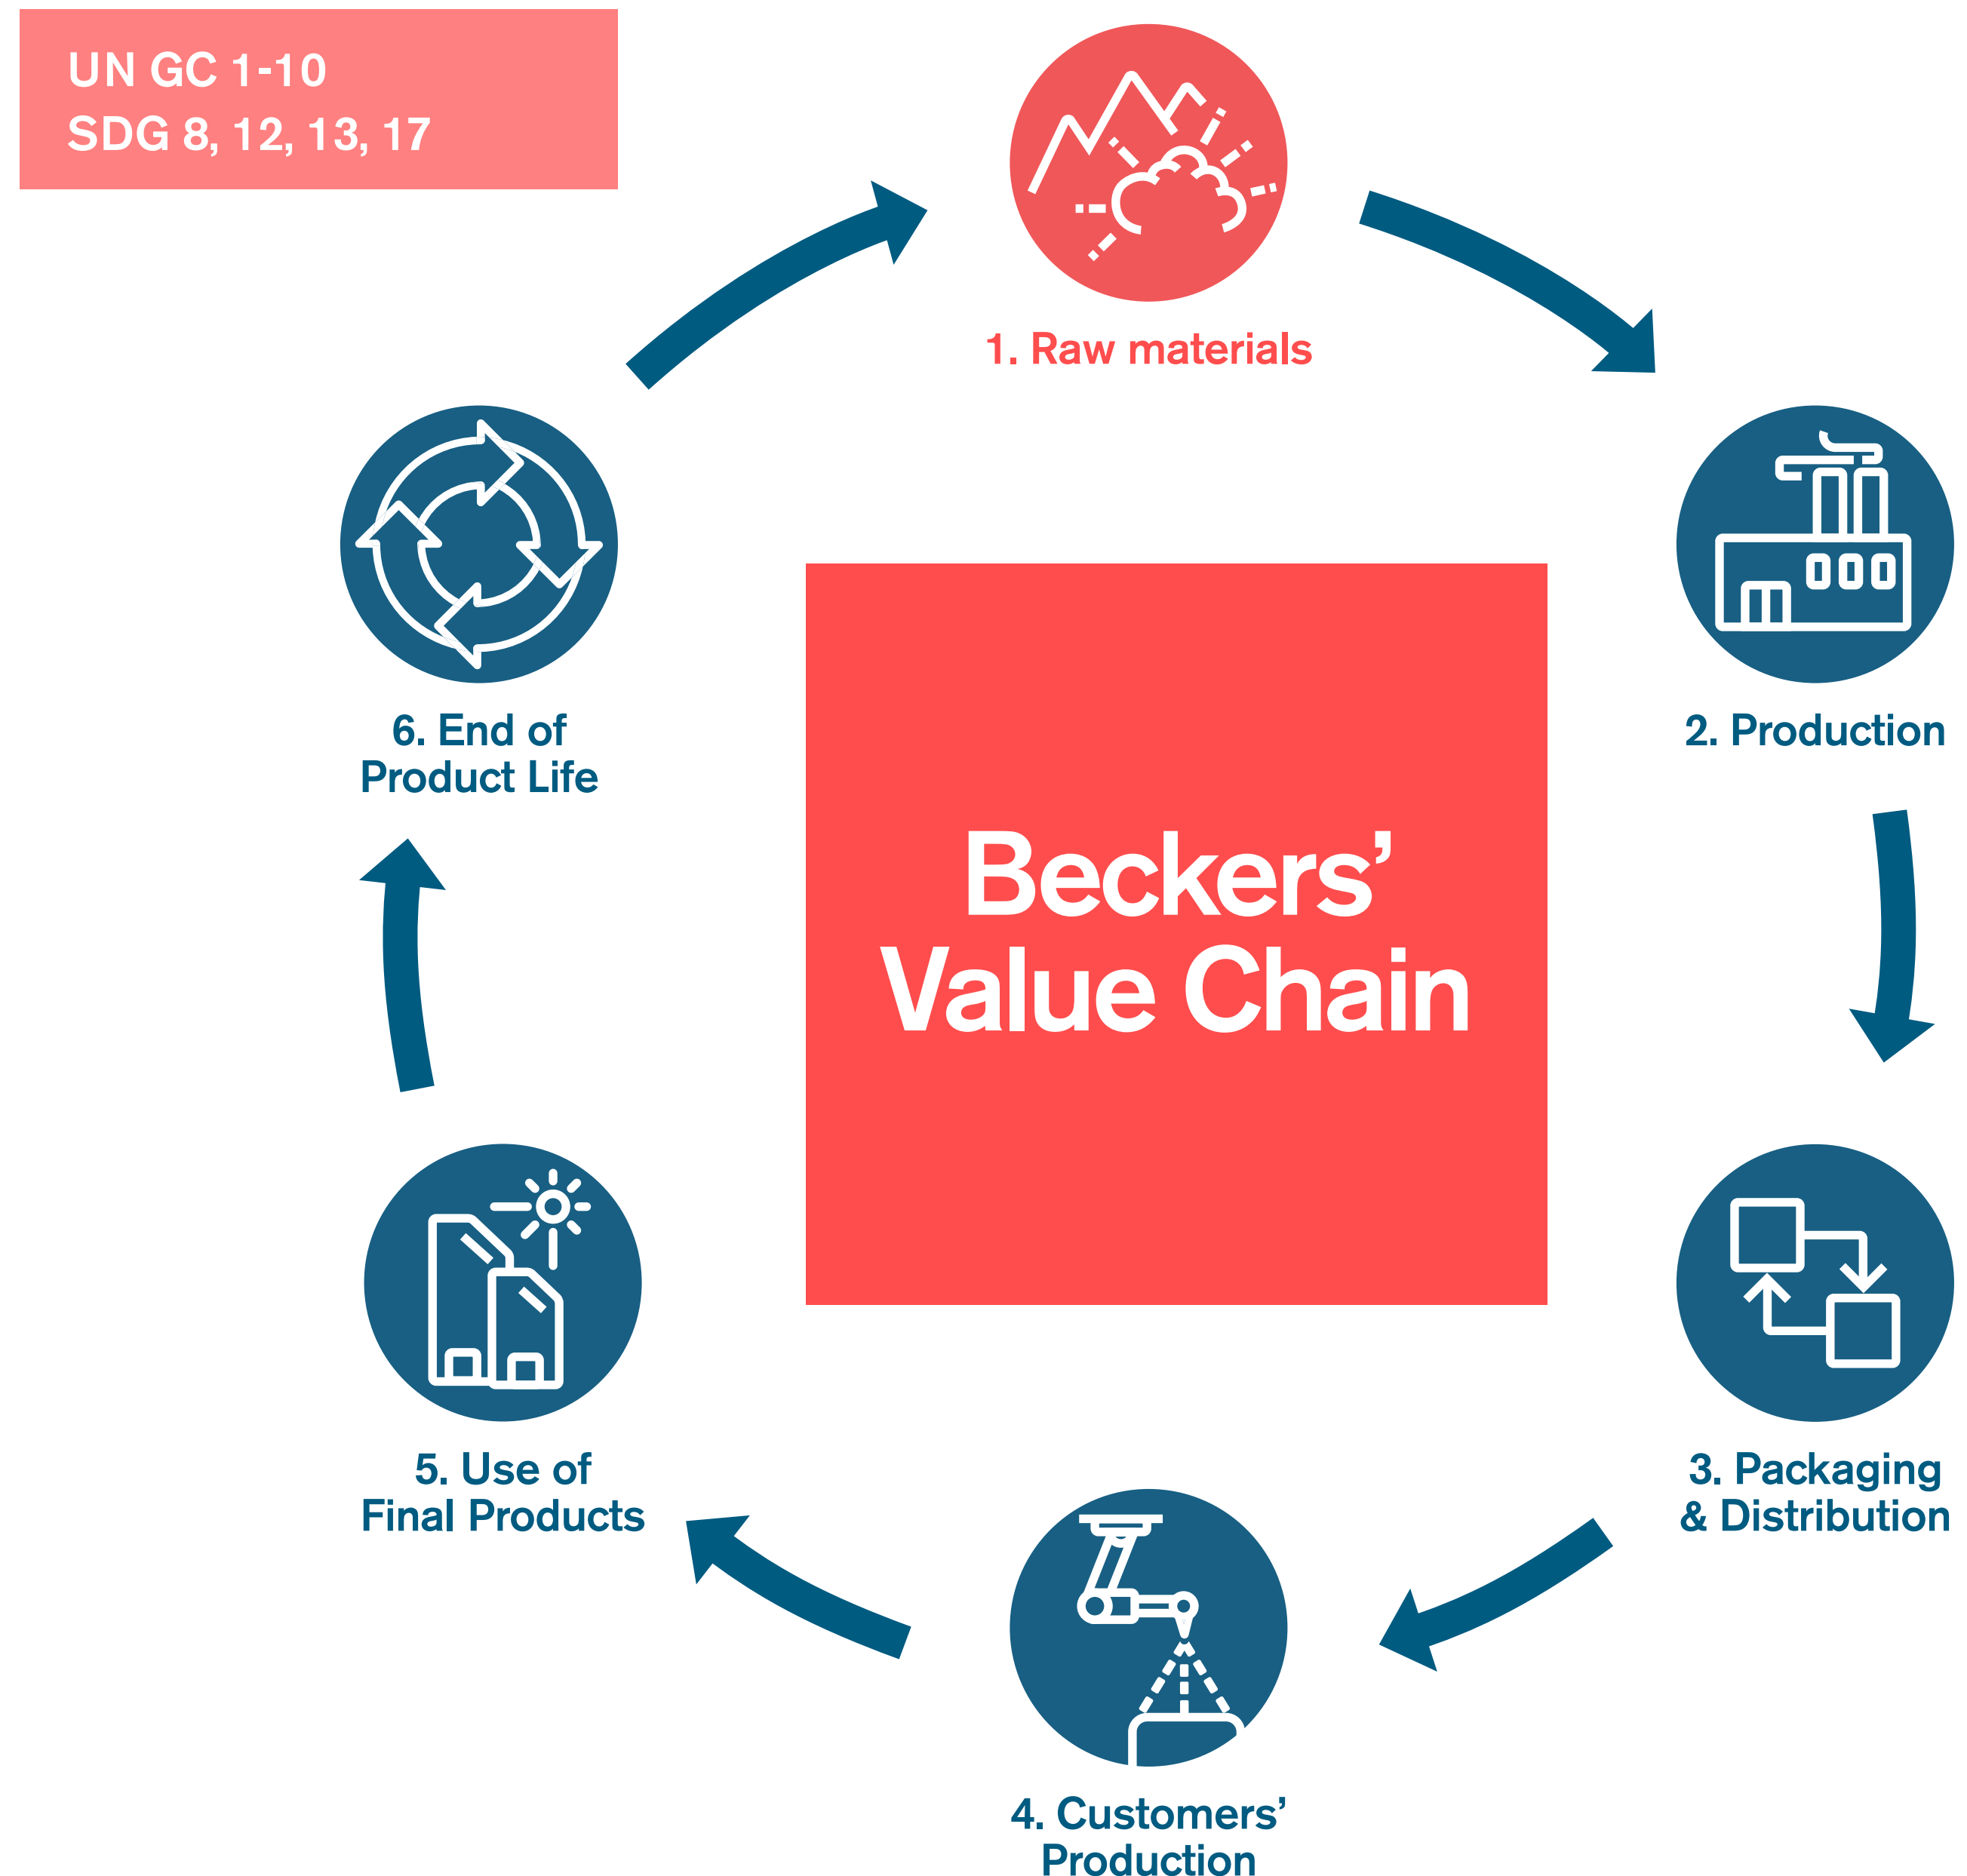 UN GC 1-10
SDG 8, 12, 13, 17
1. Raw materials
2. Production
3. Packaging
& Distribution
4. Customers’
Production
5. Use of
Final Products
6. End of
Product Life
Beckers’
Value Chain